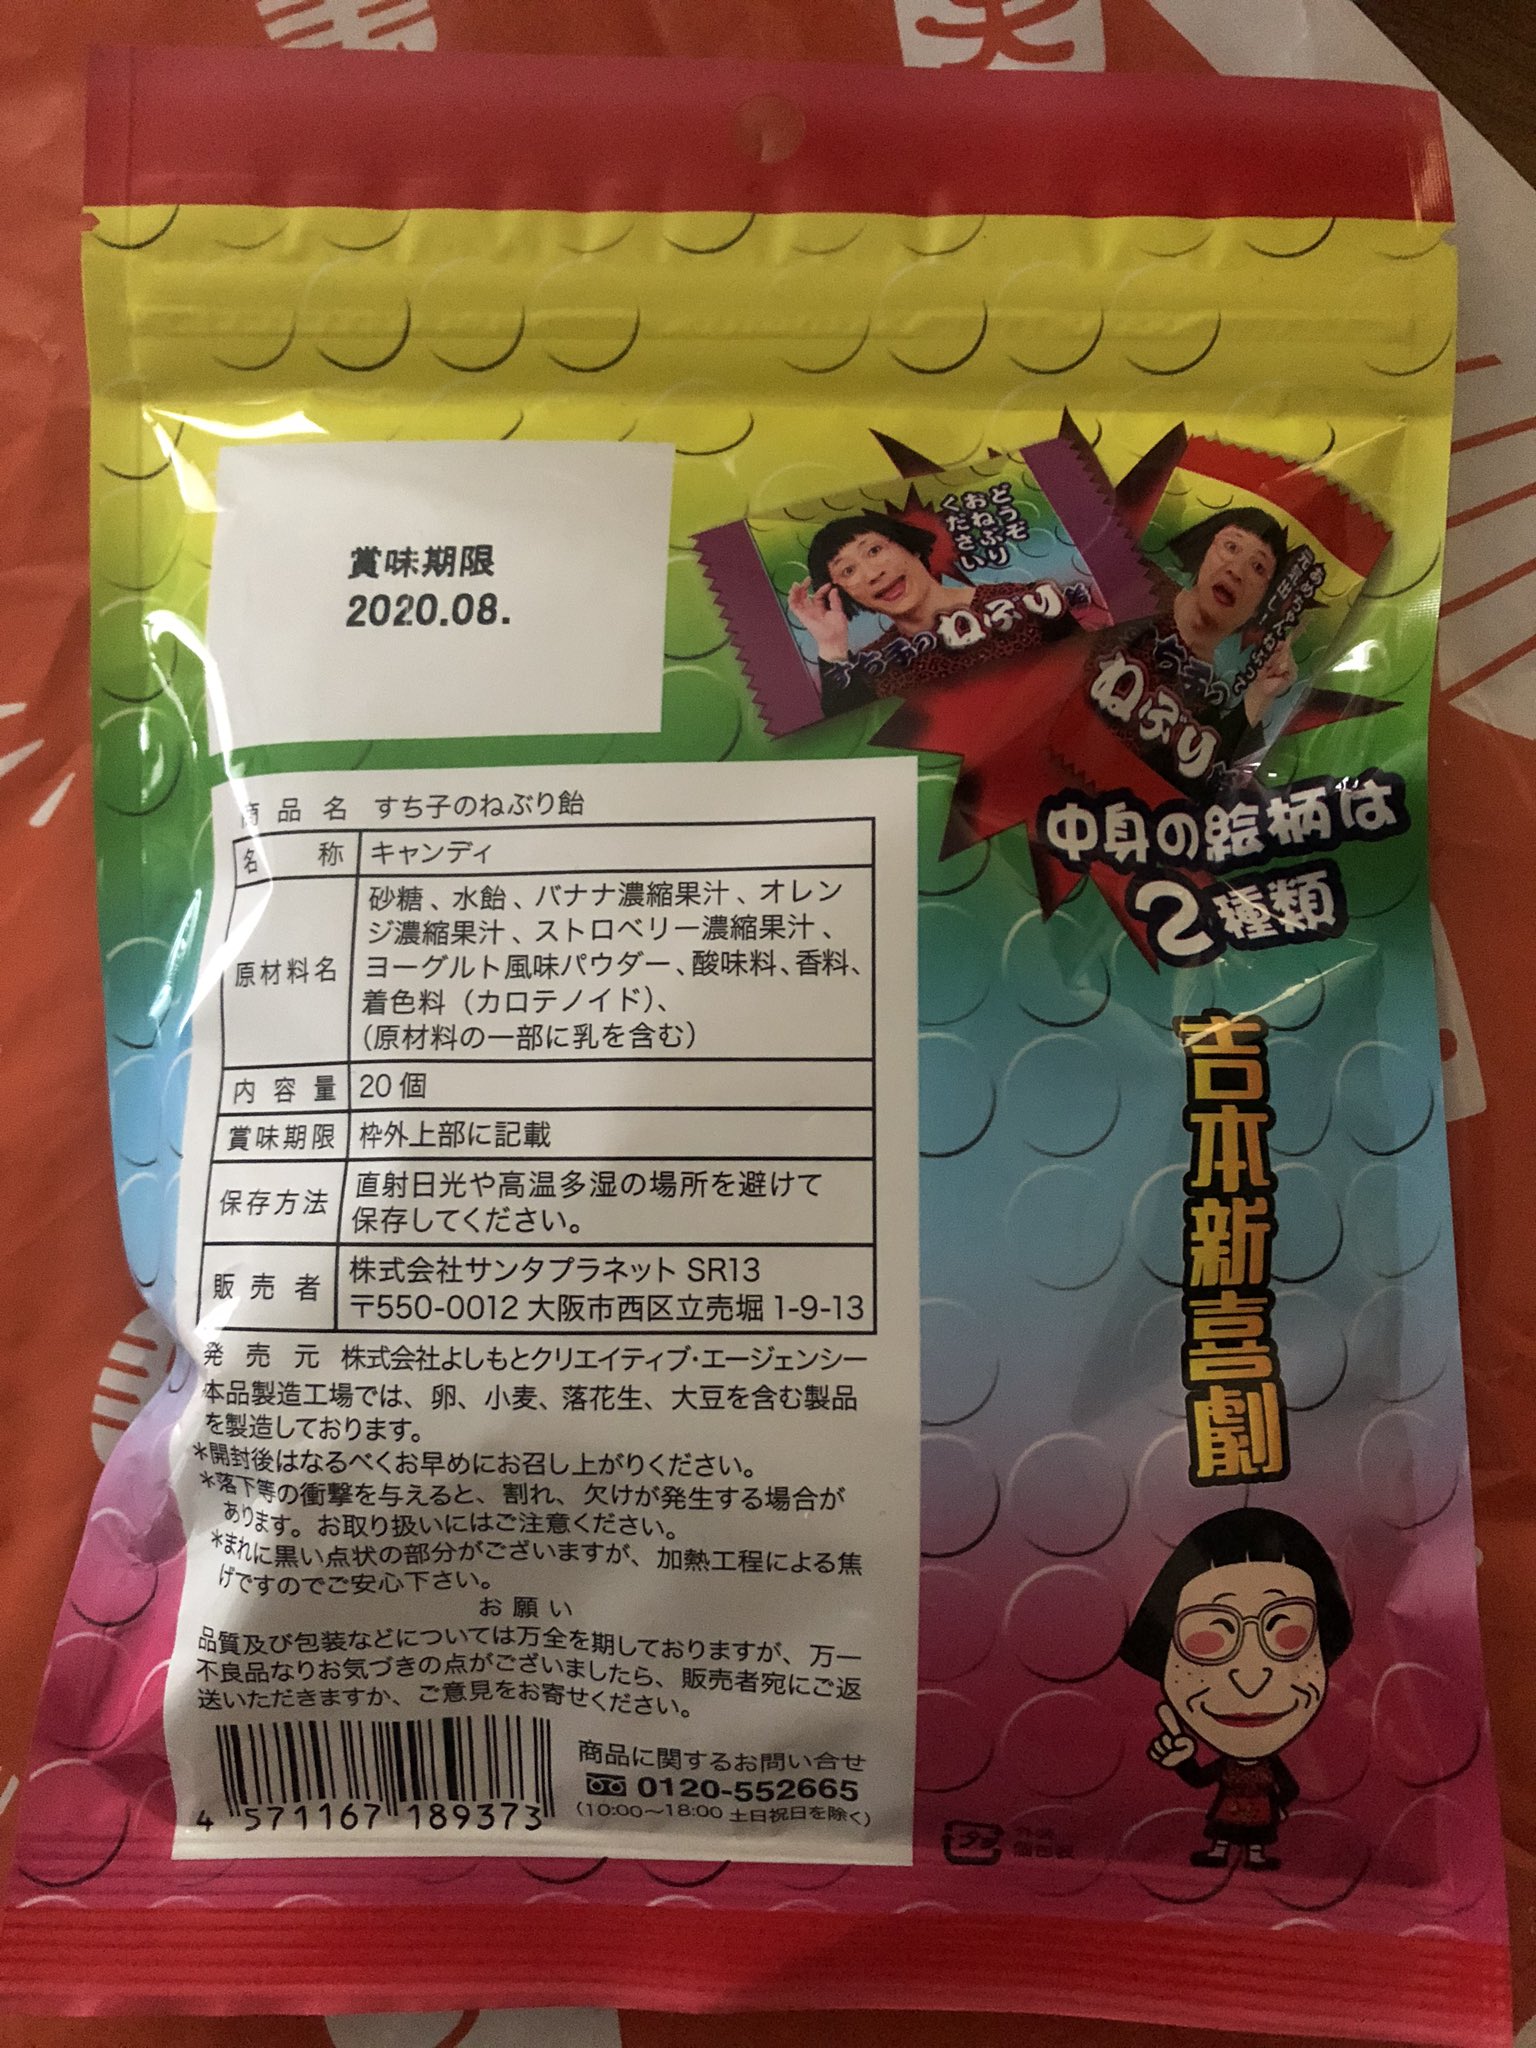 賞味期限
2020.08.
どうぞ
おねぶり
ください
すち子の ねぶり
ねぶり
中身の絵柄は
2種類
吉本新喜劇
商品名 すち子のねぶり飴
名称 キャンディ
原材料名
砂糖、水飴、バナナ濃縮果汁、オレン
ジ濃縮果汁、ストロベリー濃縮果汁、
ヨーグルト風味パウダー、酸味料、香料、
着色料（カロテノイド）、
（原材料の一部に乳を含む）
内容量 20個
賞味期限 枠外上部に記載
保存方法
直射日光や高温多湿の場所を避けて
保存してください。
販売者
株式会社サンタプラネット SR13
〒550-0012 大阪市西区立売堀 1-9-13
発売元 株式会社よしもとクリエイティブ・エージェンシー
本品製造工場では、卵、小麦、落花生、大豆を含む製品
を製造しております。
*開封後はなるべくお早めにお召し上がりください。
*落下等の衝撃を与えると、割れ、欠けが発生する場合が
あります。お取り扱いにはご注意ください。
*まれに黒い点状の部分がございますが、加熱工程による焦
げですのでご安心下さい。
お願い
品質及び包装などについては万全を期しておりますが、万一
不良品なりお気づきの点がございましたら、販売者宛にご返
送いただきますか、ご意見をお寄せください。
商品に関するお問い合せ
0120-552665
(10:00〜18:00 土日祝日を除く)
4 571167 189373
プラ
個包装